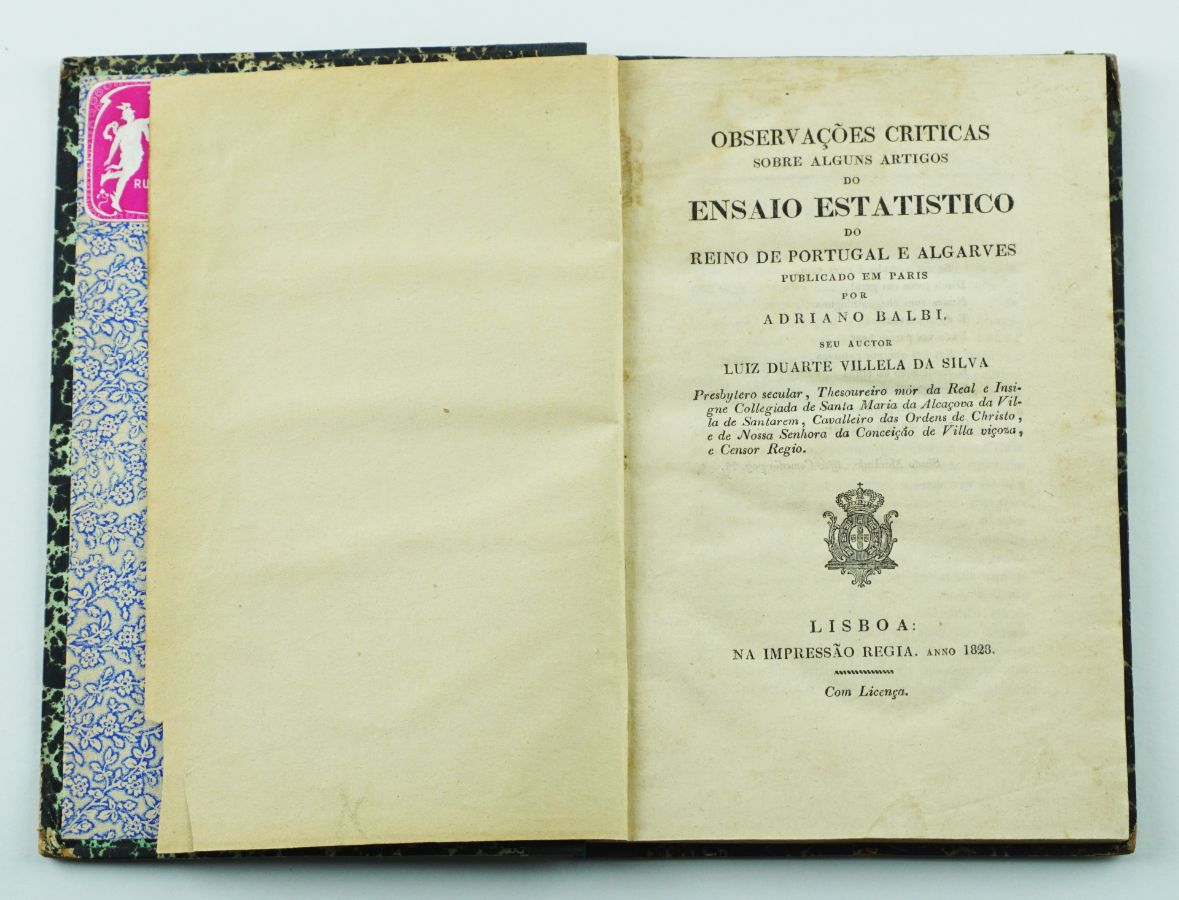 RU
OBSERVAÇÕES CRITICAS
SOBRE ALGUNS ARTIGOS
DO
ENSAIO ESTATISTICO
DO
REINO DE PORTUGAL E ALGARVES
PUBLICADO EM PARIS
POR
ADRIANO BALBI,
SEU AUCTOR
LUIZ DUARTE VILLELA DA SILVA
Presbytero secular, Thesoureiro mór da Real e Insi-
gne Collegiada de Santa Maria da Alcaçova da Vil-
la de Santarem, Cavalleiro das Ordens de Christo,
e de Nossa Senhora da Conceição de Villa viçoza,
e Censor Regio.
LISBOA:
NA IMPRESSÃO REGIA. ANNO 1828.
Com Licença.